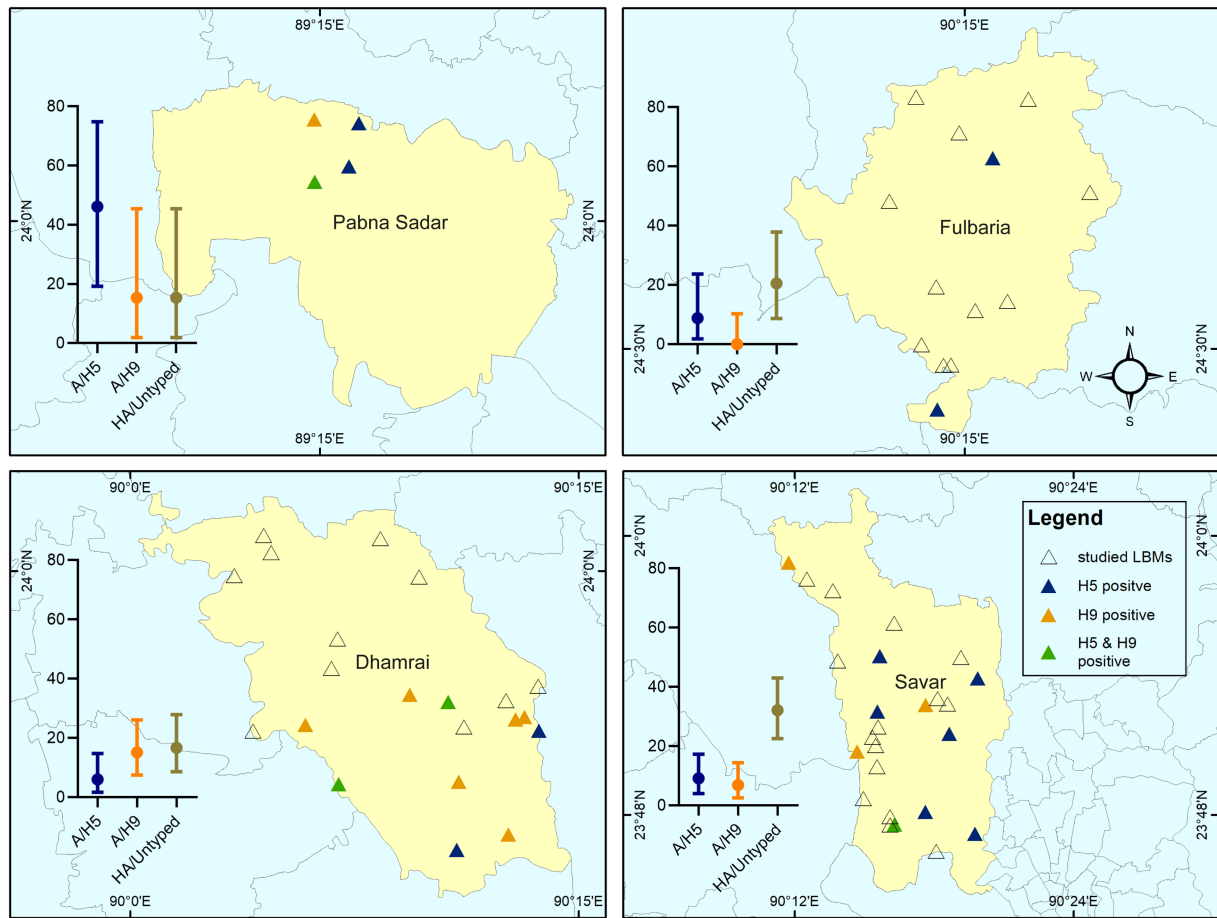 89°15'E
80
60
40
20
0
A/H5
A/H9
HA/Untyped
24°0'N
Pabna Sadar
24°0'N
89°15'E
90°15'E
80
60
40
20
0
A/H5
A/H9
HA/Untyped
24°30'N
Fulbaria
N
W
E
S
24°30'N
90°15'E
90°0'E
90°15'E
24°0'N
80
60
40
20
0
A/H5
A/H9
HA/Untyped
Dhamrai
24°0'N
90°0'E
90°15'E
90°12'E
90°24'E
24°0'N
80
60
40
20
0
A/H5
A/H9
HA/Untyped
23°48'N
Savar
Legend
studied LBMs
H5 positve
H9 positive
H5 & H9
positive
24°0'N
23°48'N
90°12'E
90°24'E